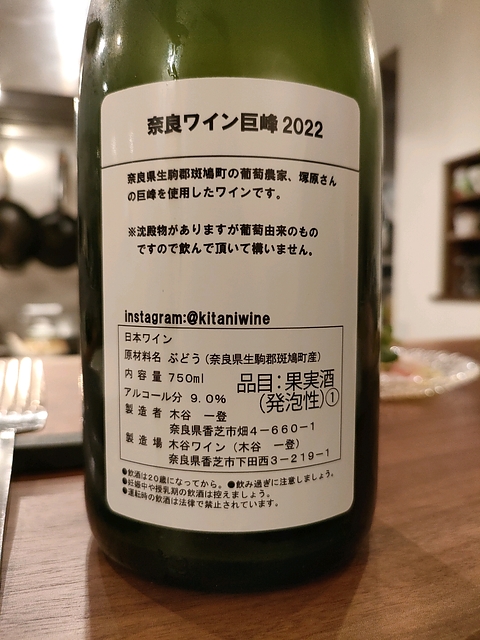 奈良ワイン巨峰 2022
奈良県生駒郡斑鳩町の葡萄農家、塚原さん
の巨峰を使用したワインです。
※沈殿物がありますが葡萄由来のもの
ですので飲んで頂いて構いません。
instagram:@kitaniwine
日本ワイン
原材料名 ぶどう (奈良県生駒郡斑鳩町産)
内 容 量 750ml
アルコール分 9.0%
品目:果実酒
(発泡性)①
製 造 者 木谷 一登
奈良県香芝市畑4-660-1
製 造 場 木谷ワイン (木谷 一登)
奈良県香芝市下田西3-219-1
●飲酒は20歳になってから。 ●飲み過ぎに注意しましょう。
●妊娠中や授乳期の飲酒は控えましょう。
●運転時の飲酒は法律で禁止されています。